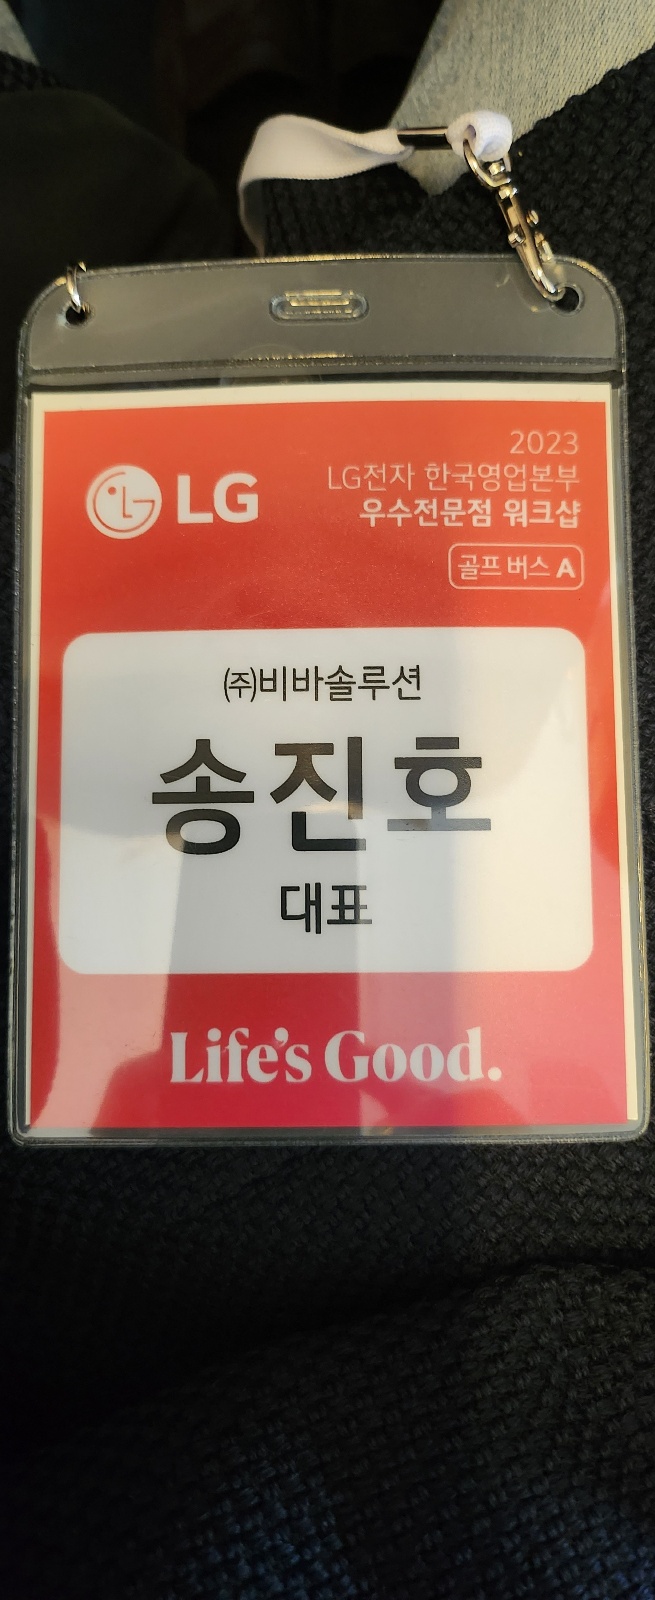 LG
2023
LG전자 한국영업본부
우수전문점 워크샵
골프 버스 A
㈜비바솔루션
송진호
대표
Life's Good.